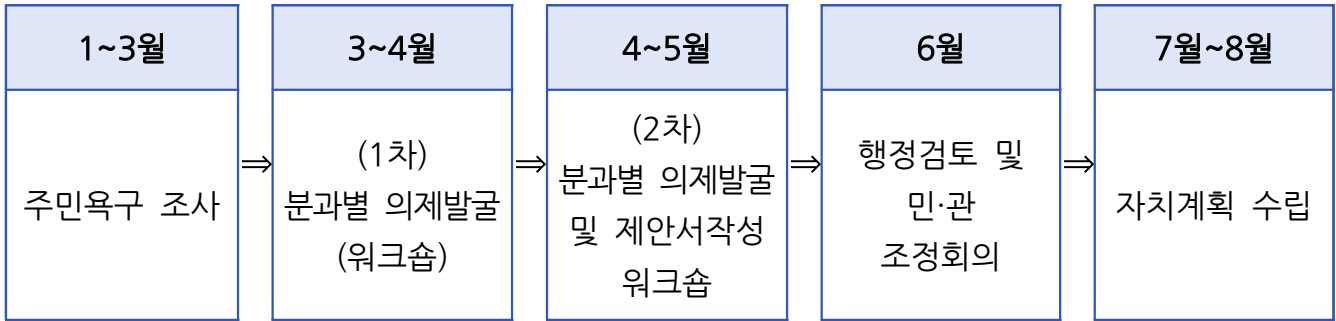 1~3월
주민욕구 조사
⇒
3~4월
(1차)
분과별 의제발굴
(워크숍)
⇒
4~5월
(2차)
분과별 의제발굴
및 제안서작성
워크숍
⇒
6월
행정검토 및
민·관
조정회의
⇒
7월~8월
자치계획 수립